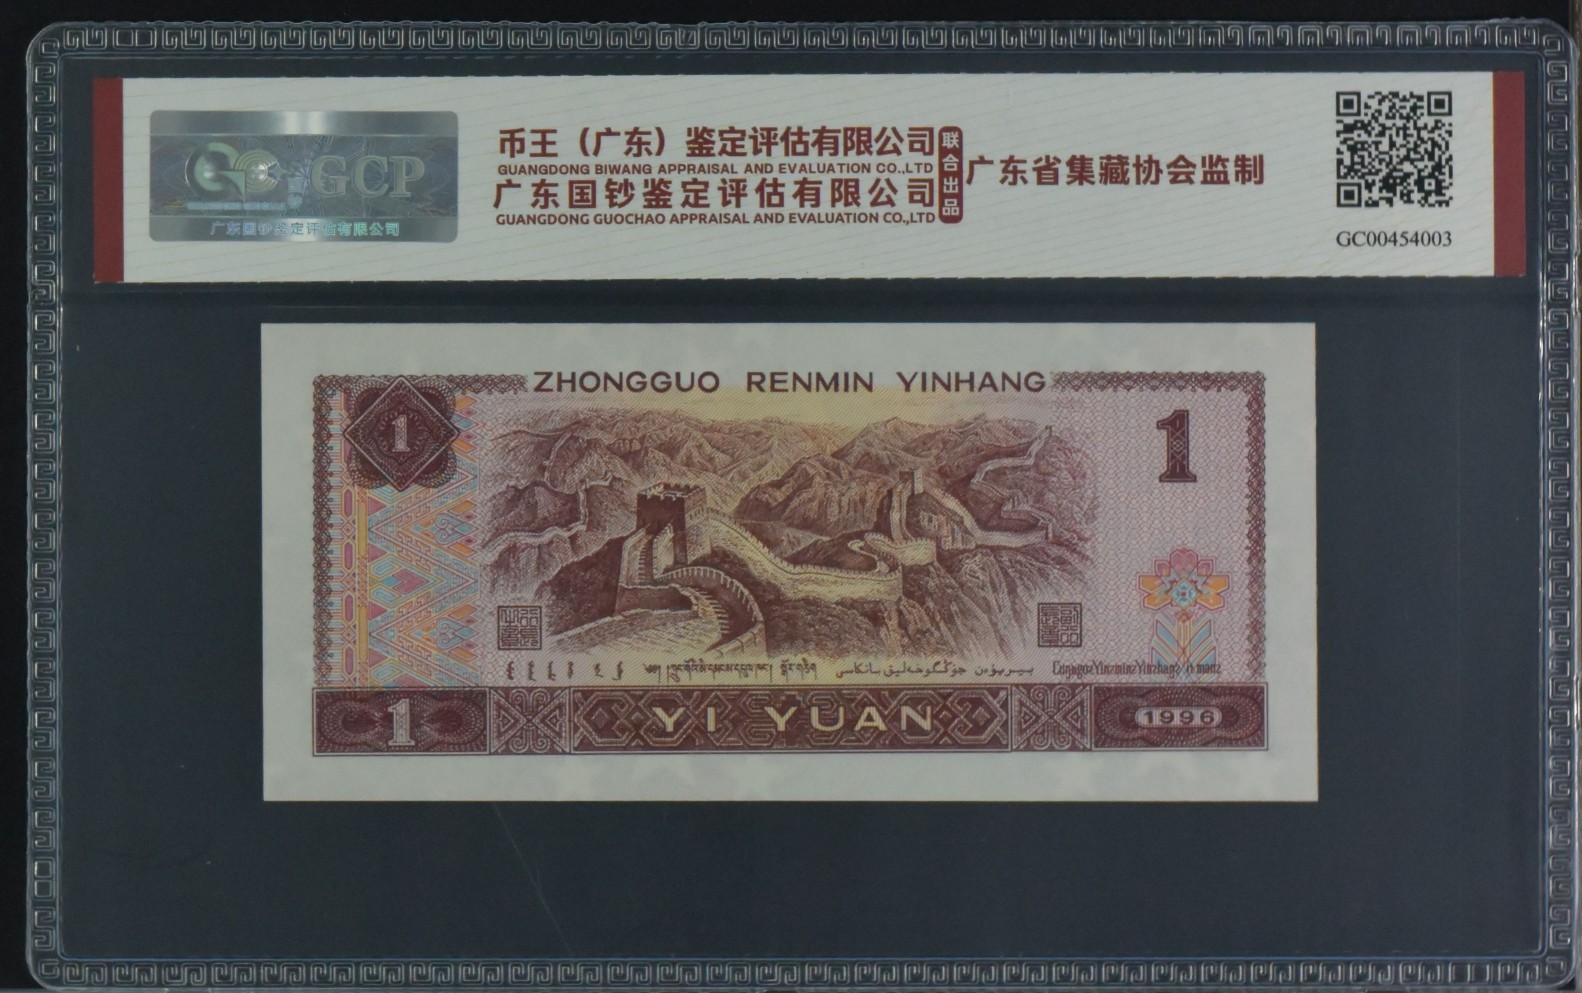 GCP
广东国钞鉴定评估有限公司
币王（广东）鉴定评估有限公司
GUANGDONG BIWANG APPRAISAL AND EVALUATION CO.,LTD
广东国钞鉴定评估有限公司
GUANGDONG GUOCHAO APPRAISAL AND EVALUATION CO.,LTD
联合出品
广东省集藏协会监制
GC00454003
ZHONGGUO RENMIN YINHANG
1
1
1
YI YUAN
1996